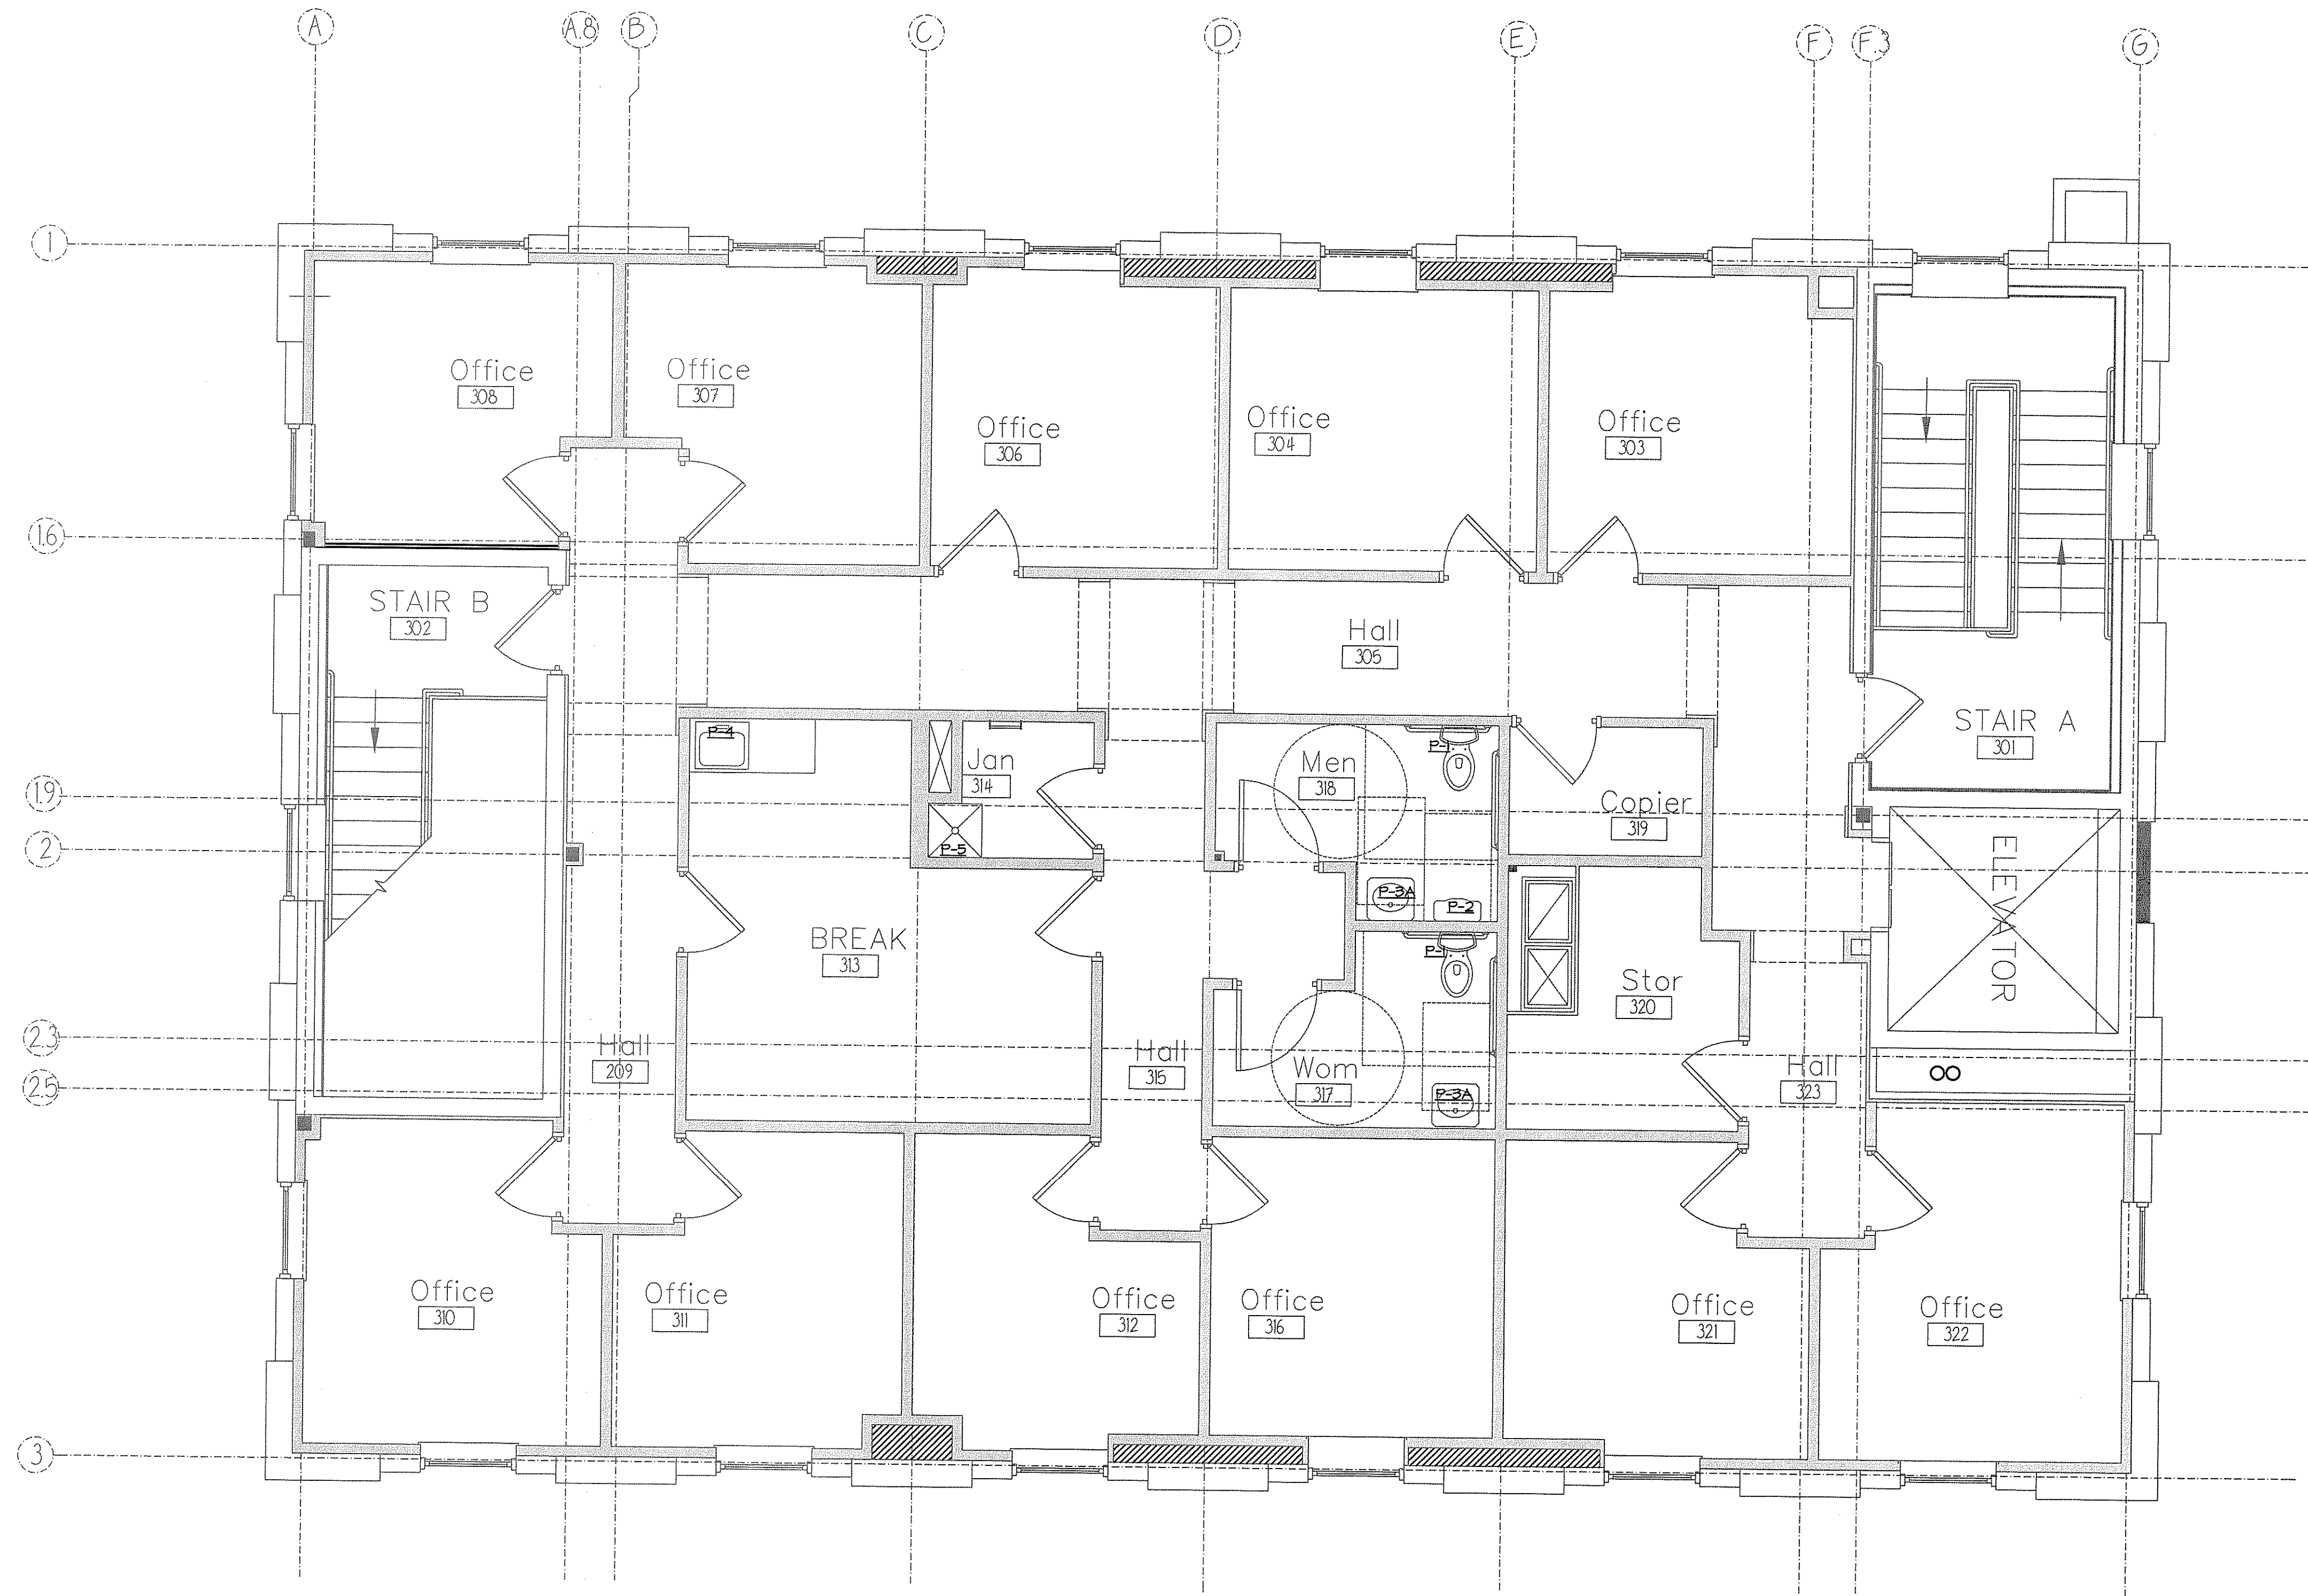 A
A.8
B
C
D
E
F
F.3
G
1
1.6
1.9
2
2.3
2.5
3
Office
308
Office
307
Office
306
Office
304
Office
303
STAIR B
302
Hall
305
STAIR A
301
P-4
Jan
314
P-5
Men
318
P-1
P-3A
P-2
Copier
319
ELEVATOR
BREAK
313
Stor
320
P-1
Hall
209
Hall
315
Wom
317
P-3A
Hall
323
Office
310
Office
311
Office
312
Office
316
Office
321
Office
322